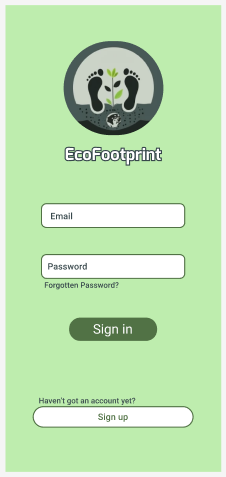 EcoFootprint
Email
Password
Forgotten Password?
Sign in
Haven't got an account yet?
Sign up